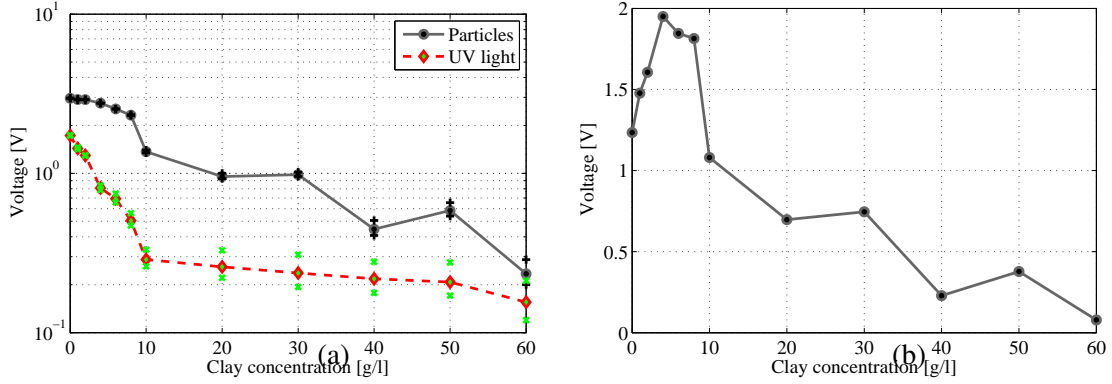 10^1
10^0
10^-1
Voltage [V]
Particles
UV light
0 10 20 30 40 50 60
Clay concentration [g/l]
(a)
2
1.5
1
0.5
0
Voltage [V]
0 10 20 30 40 50 60
Clay concentration [g/l]
(b)